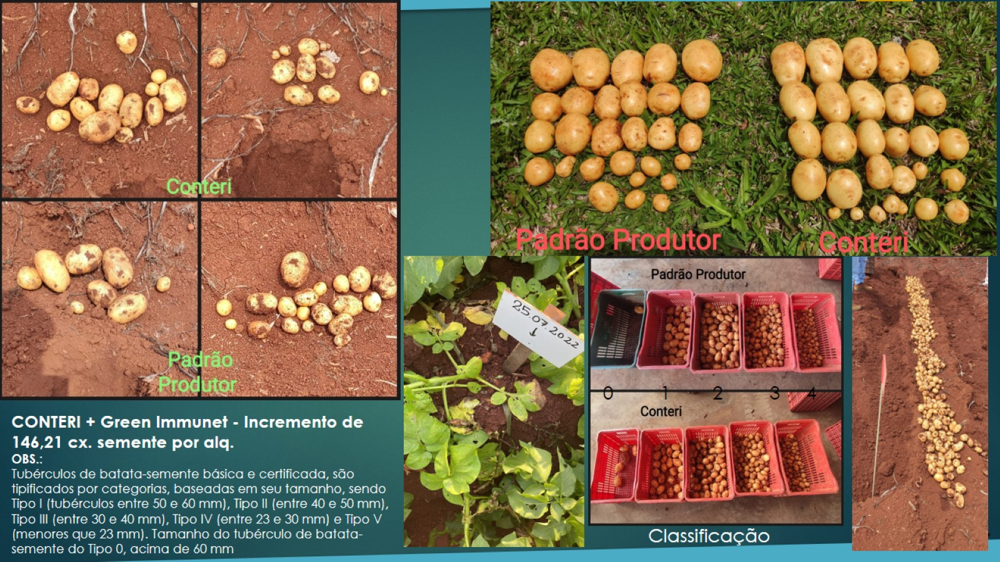 Conteri
Padrão
Produtor
Padrão Produtor
Conteri
25.07.2022
Padrão Produtor
0 1 2 3 4
Conteri
Classificação
CONTERI + Green Immunet - Incremento de
146,21 cx. semente por alq.
OBS.:
Tubérculos de batata-semente básica e certificada, são
tipificados por categorias, baseadas em seu tamanho, sendo
Tipo I (tubérculos entre 50 e 60 mm), Tipo II (entre 40 e 50 mm),
Tipo III (entre 30 e 40 mm), Tipo IV (entre 23 e 30 mm) e Tipo V
(menores que 23 mm). Tamanho do tubérculo de batata-
semente do Tipo 0, acima de 60 mm